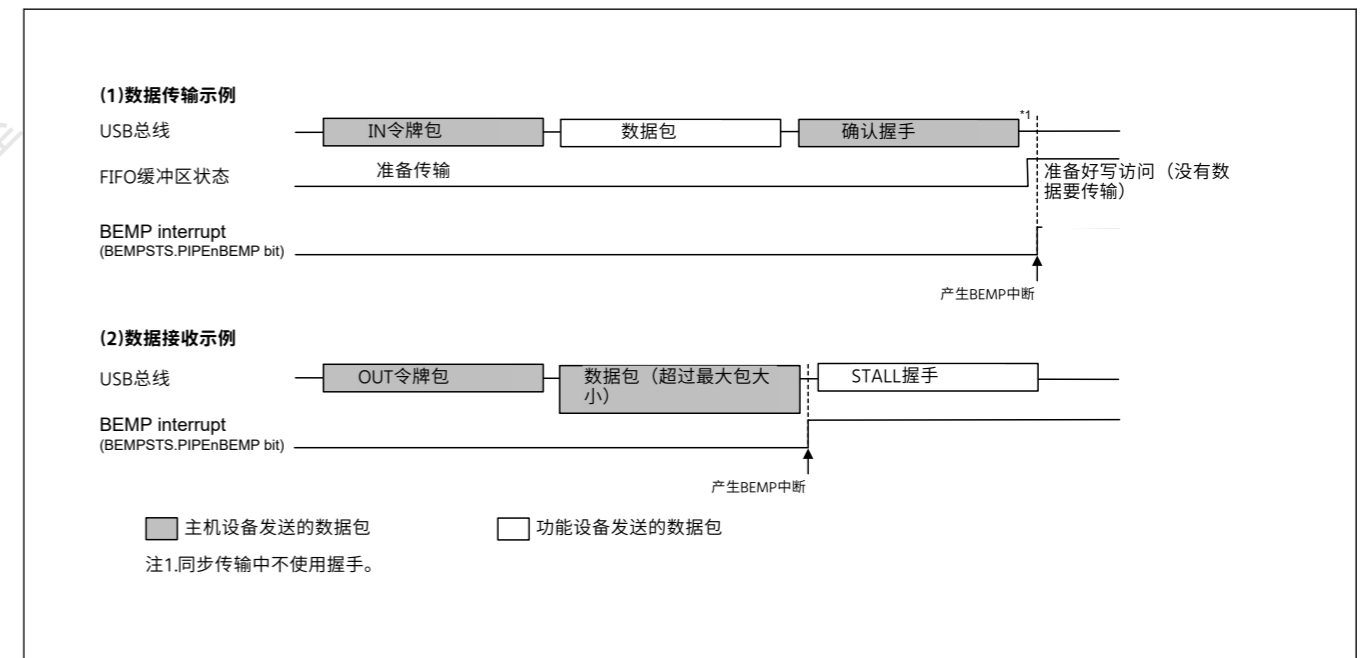 (1)数据传输示例
USB总线
IN令牌包
数据包
确认握手
*1
FIFO缓冲区状态
准备传输
准备好写访问（没有数
据要传输）
BEMP interrupt
(BEMPSTS.PIPEnBEMP bit)
产生BEMP中断
(2)数据接收示例
USB总线
OUT令牌包
数据包（超过最大包大
小）
STALL握手
BEMP interrupt
(BEMPSTS.PIPEnBEMP bit)
产生BEMP中断
主机设备发送的数据包
功能设备发送的数据包
注1.同步传输中不使用握手。